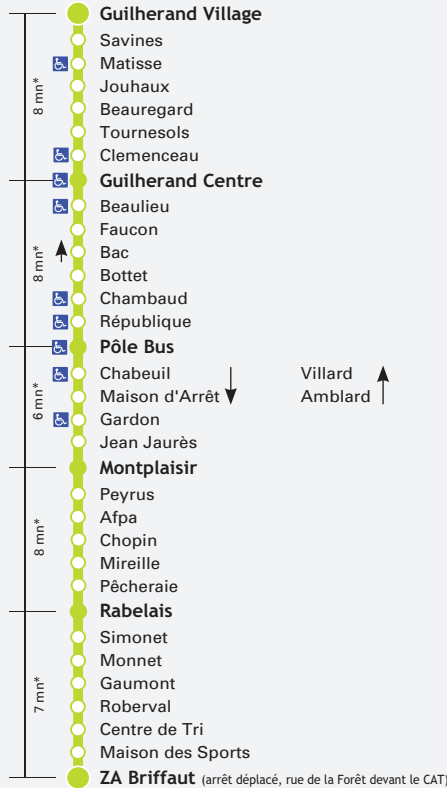 Guilherand Village
Savines
Matisse
Jouhaux
8 mn*
Beauregard
Tournesols
Clemenceau
Guilherand Centre
Beaulieu
Faucon
Bac
8 mn*
Bottet
Chambaud
République
Pôle Bus
Chabeuil Villard
Maison d'Arrêt Amblard
6 mn*
Gardon
Jean Jaurès
Montplaisir
Peyrus
Afpa
8 mn*
Chopin
Mireille
Pêcheraie
Rabelais
Simonet
Monnet
Gaumont
7 mn*
Roberval
Centre de Tri
Maison des Sports
ZA Briffaut (arrêt déplacé, rue de la Forêt devant le CAT)